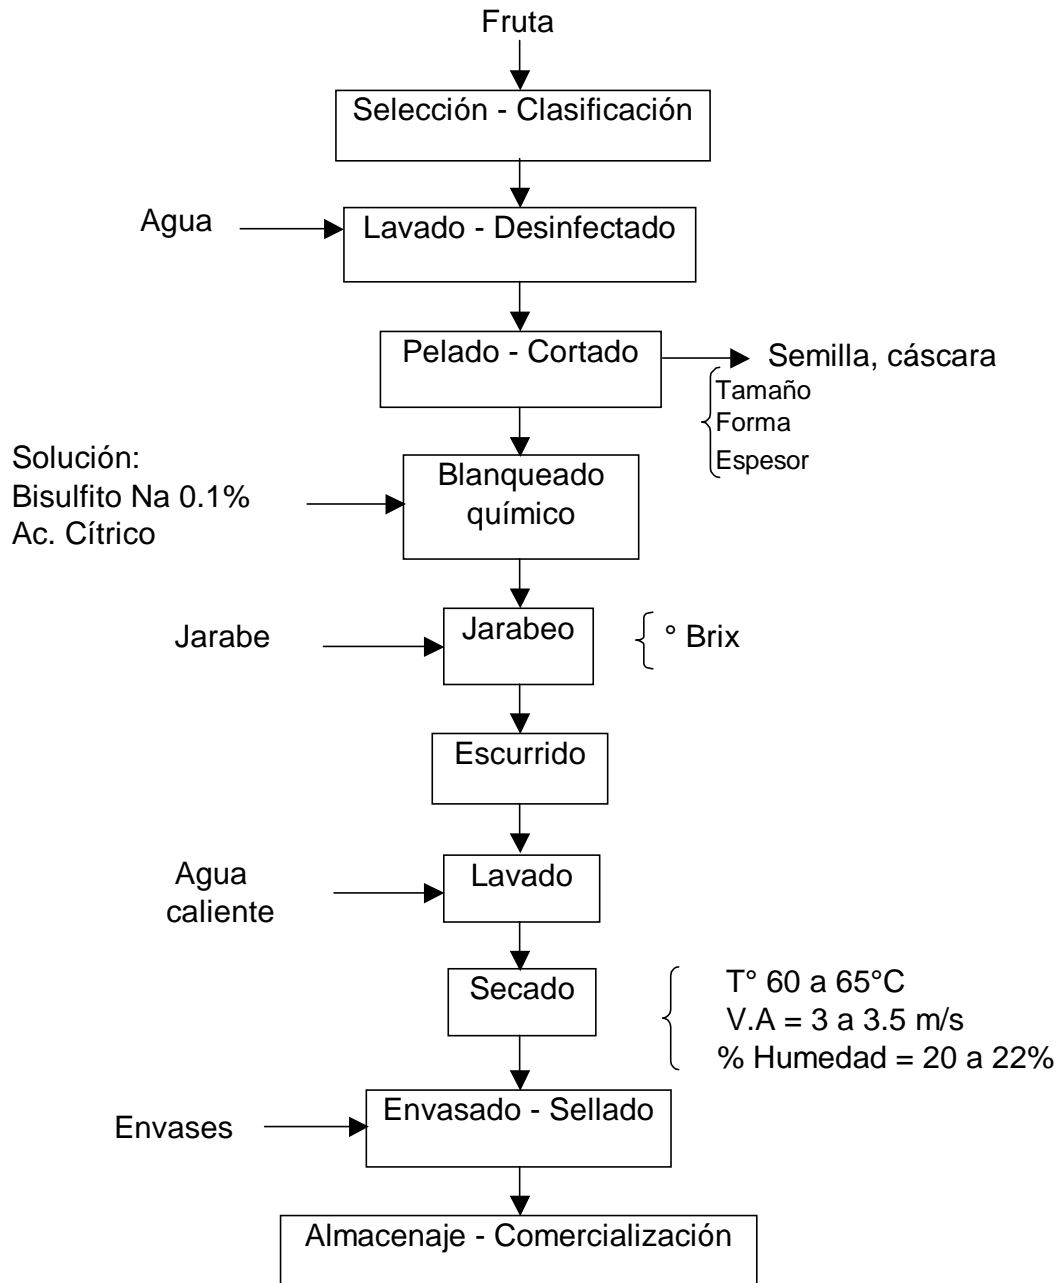 Fruta
Selección - Clasificación
Agua
Lavado - Desinfectado
Pelado - Cortado
Semilla, cáscara
Tamaño
Forma
Espesor
Solución:
Bisulfito Na 0.1%
Ac. Cítrico
Blanqueado
químico
Jarabe
Jarabeo
° Brix
Escurrido
Agua
caliente
Lavado
Secado
T° 60 a 65°C
V.A = 3 a 3.5 m/s
% Humedad = 20 a 22%
Envases
Envasado - Sellado
Almacenaje - Comercialización